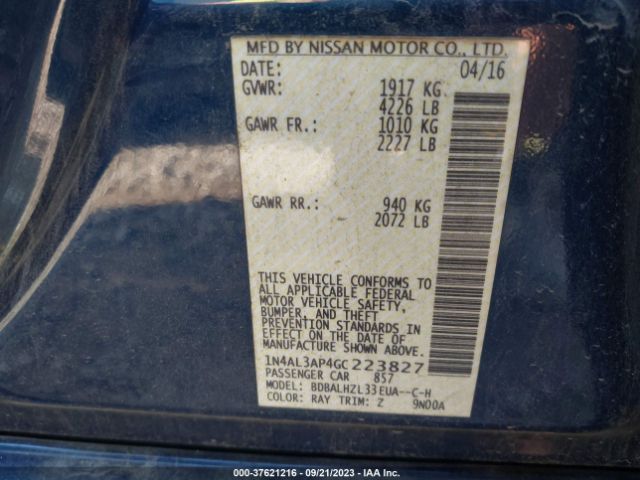 MFD BY NISSAN MOTOR CO., LTD.
DATE: 04/16
GVWR: 1917 KG
4226 LB
GAWR FR.: 1010 KG
2227 LB
GAWR RR.: 940 KG
2072 LB
THIS VEHICLE CONFORMS TO
ALL APPLICABLE FEDERAL
MOTOR VEHICLE SAFETY,
BUMPER, AND THEFT
PREVENTION STANDARDS IN
EFFECT ON THE DATE OF
MANUFACTURE SHOWN ABOVE.
1N4AL3AP4GC223827
PASSENGER CAR 857
MODEL: BDBALHZL33EUA--C-H
COLOR: RAY TRIM: Z 9N00A
000-37621216 - 09/21/2023 - IAA Inc.